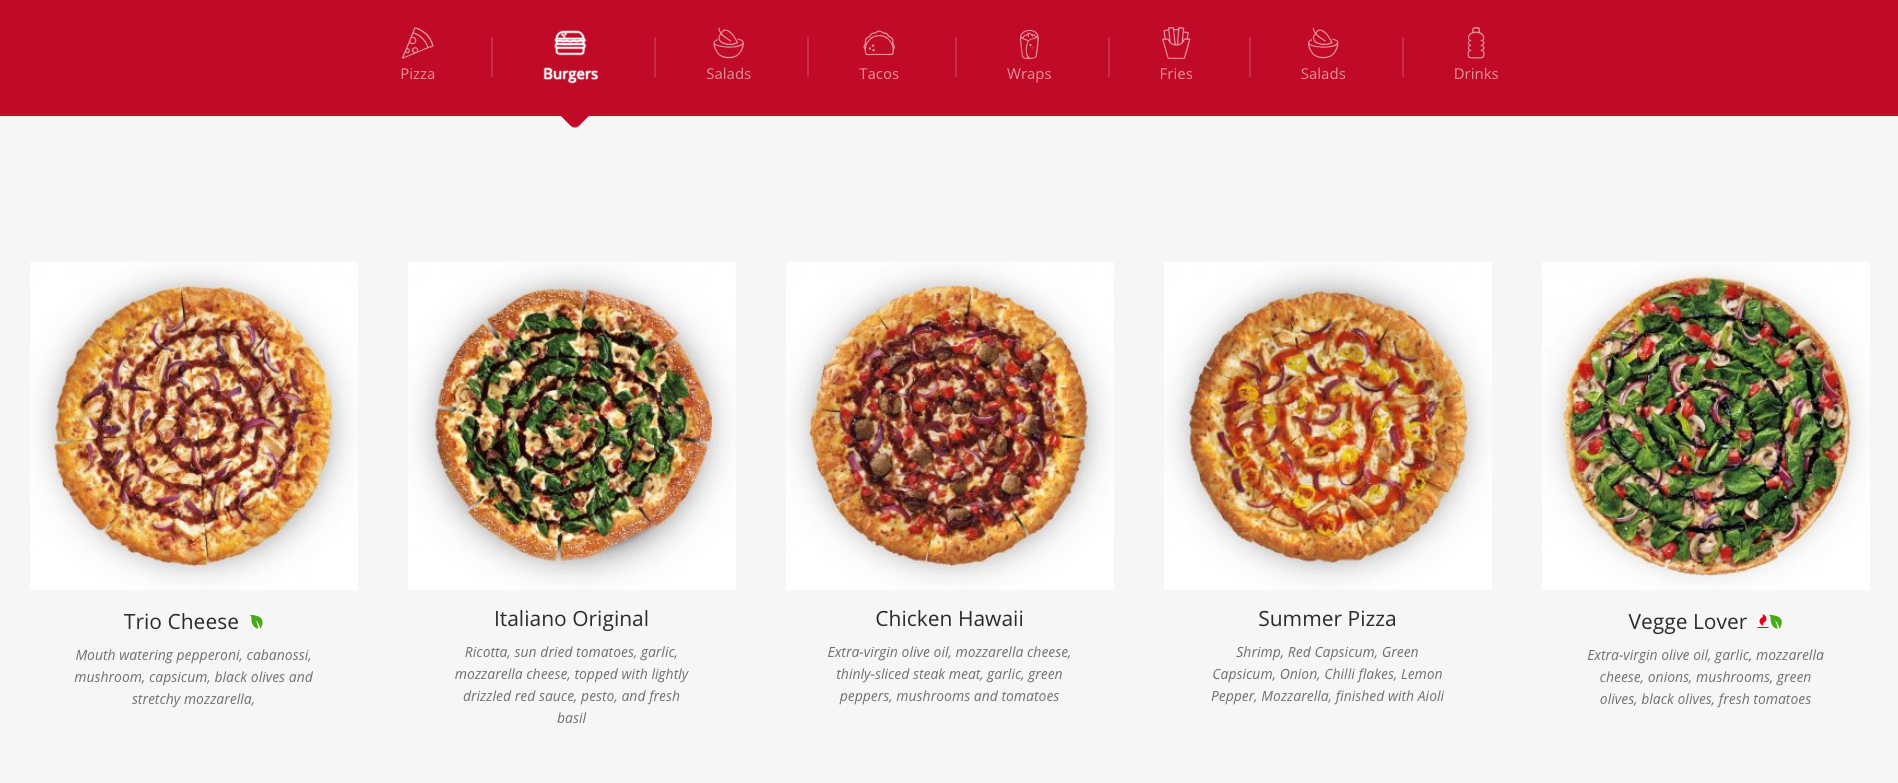 Pizza
Burgers
Salads
Tacos
Wraps
Fries
Salads
Drinks
Trio Cheese
Mouth watering pepperoni, cabanossi,
mushroom, capsicum, black olives and
stretchy mozzarella,
Italiano Original
Ricotta, sun dried tomatoes, garlic,
mozzarella cheese, topped with lightly
drizzled red sauce, pesto, and fresh
basil
Chicken Hawaii
Extra-virgin olive oil, mozzarella cheese,
thinly-sliced steak meat, garlic, green
peppers, mushrooms and tomatoes
Summer Pizza
Shrimp, Red Capsicum, Green
Capsicum, Onion, Chilli flakes, Lemon
Pepper, Mozzarella, finished with Aioli
Vegge Lover
Extra-virgin olive oil, garlic, mozzarella
cheese, onions, mushrooms, green
olives, black olives, fresh tomatoes